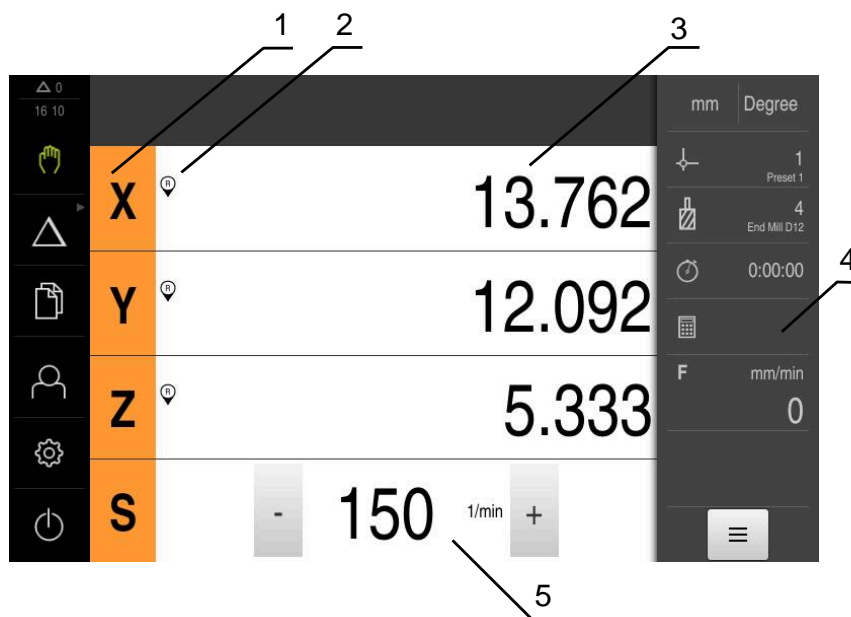 1 2 3
0
16 10
mm Degree
1
Preset 1
X R 13.762
4
End Mill D12
4
0:00:00
Y R 12.092
F mm/min
0
Z R 5.333
S - 150 1/min +
5